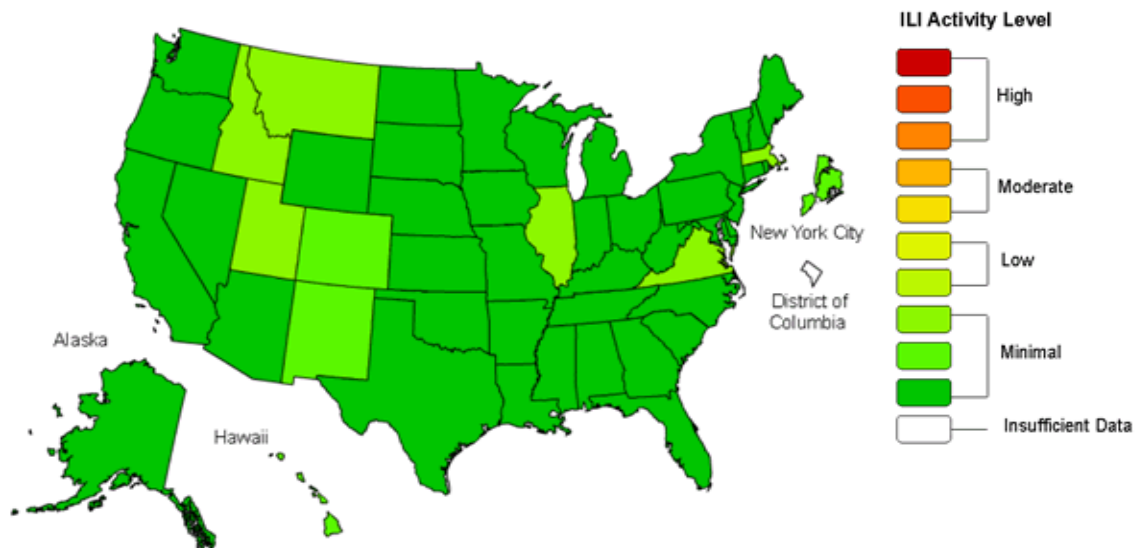 ILI Activity Level
High
Moderate
New York City
Low
District of
Columbia
Alaska
Minimal
Hawaii
Insufficient Data